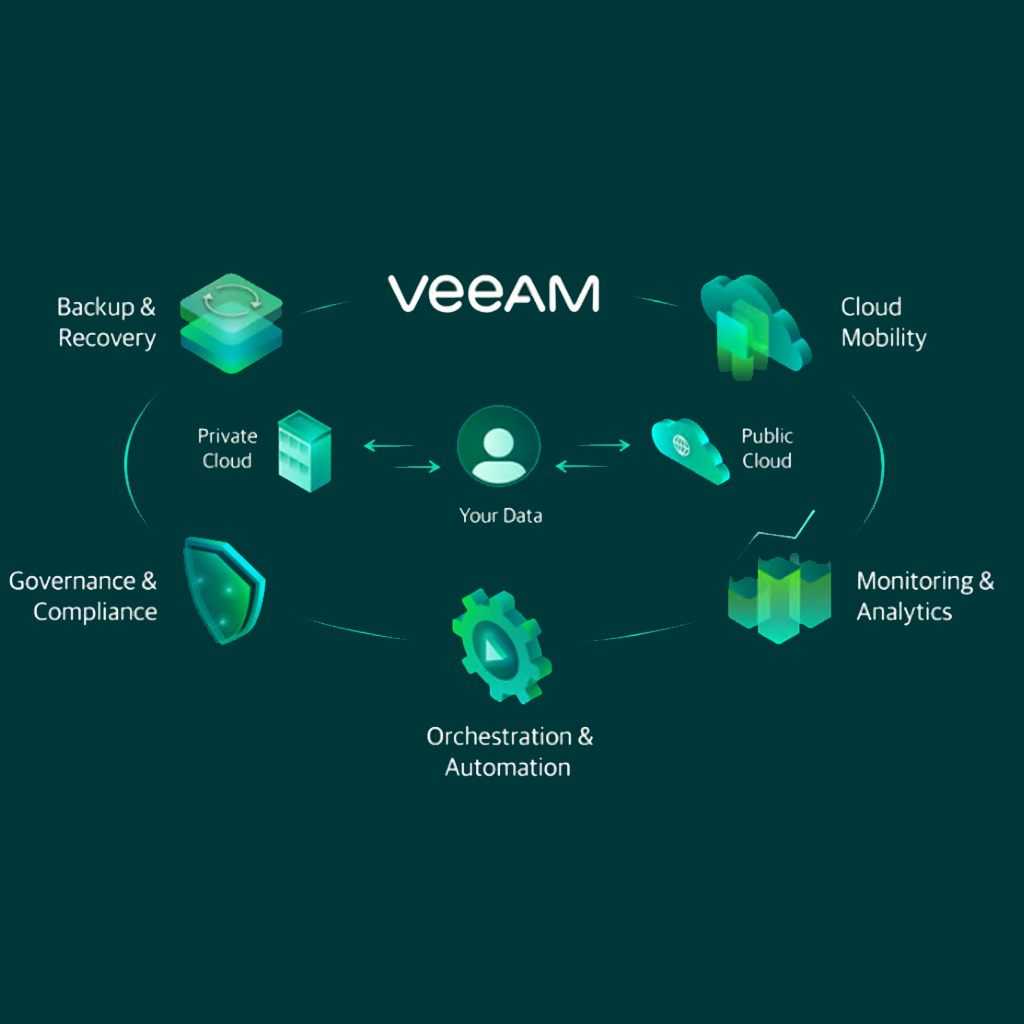 veeAM
Backup &
Recovery
Cloud
Mobility
Private
Cloud
Public
Cloud
Your Data
Governance &
Compliance
Monitoring &
Analytics
Orchestration &
Automation